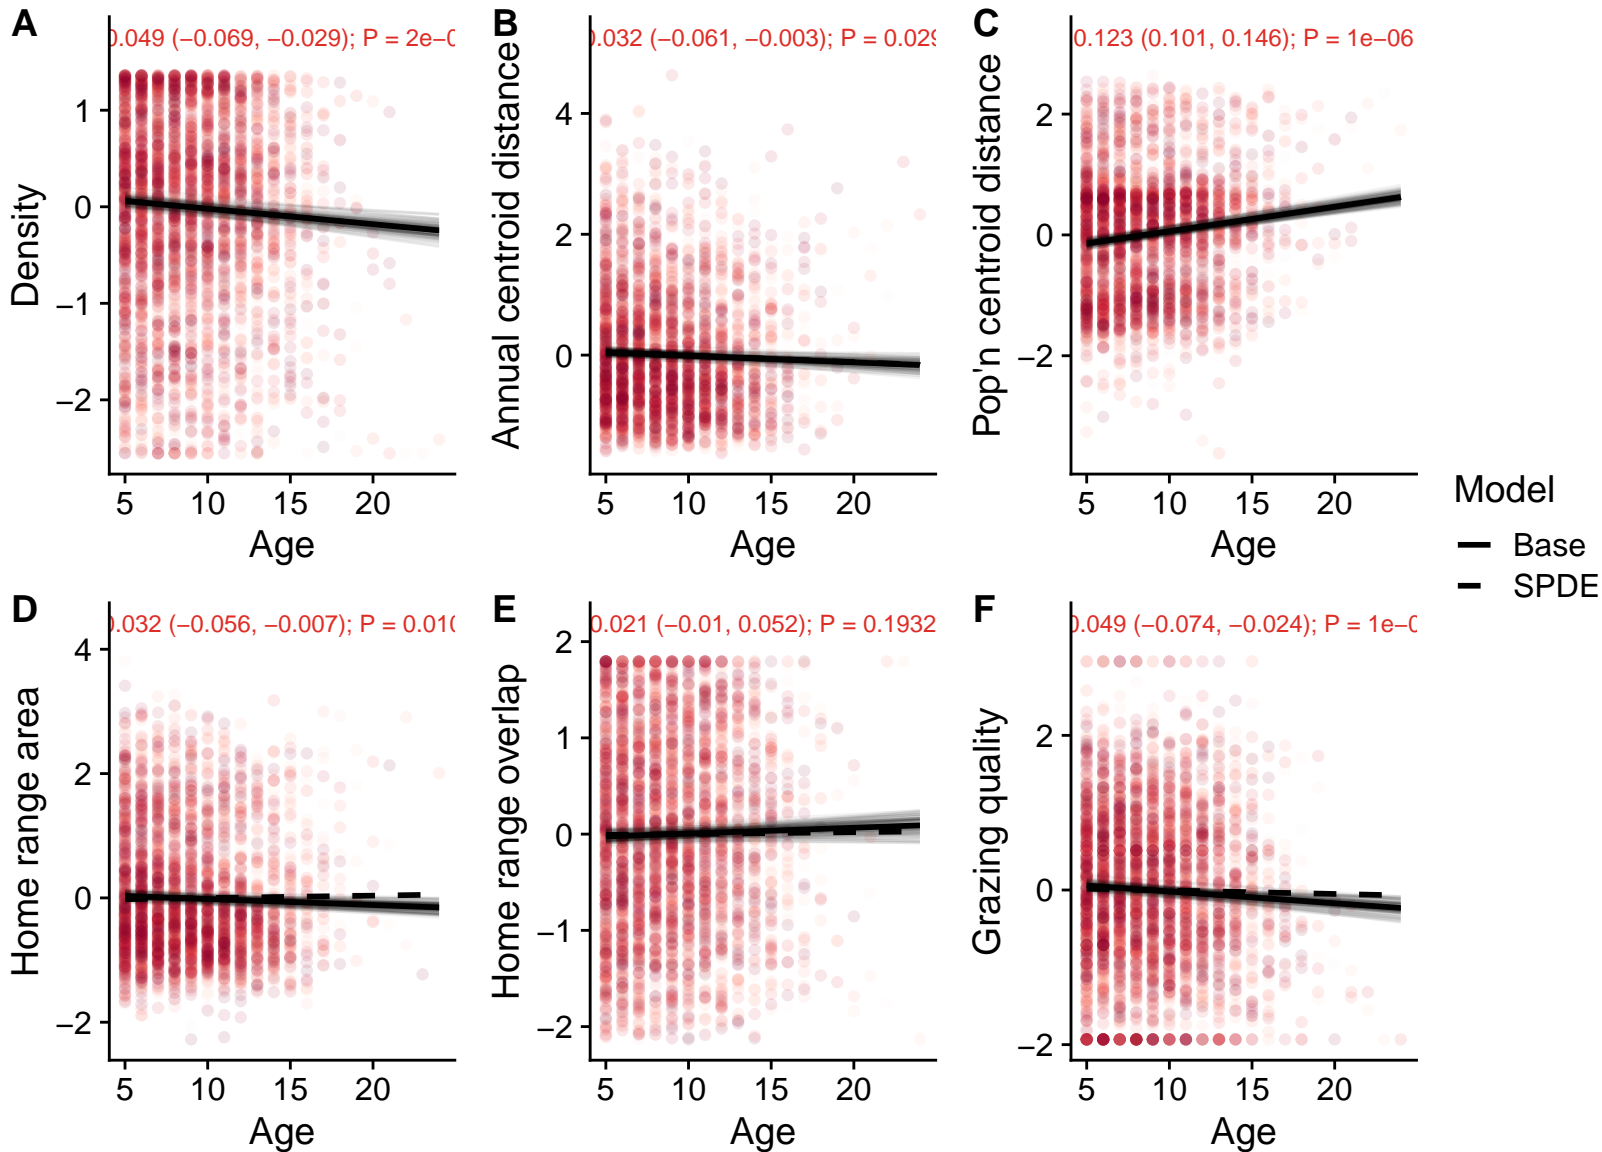 A
B
C
0.049 (−0.069, −0.029); P = 2e−0
0.032 (−0.061, −0.003); P = 0.029
0.123 (0.101, 0.146); P = 1e−06
Density
1
0
−1
−2
5 10 15 20
Age
Annual centroid distance
4
2
0
5 10 15 20
Age
Pop'n centroid distance
2
0
−2
5 10 15 20
Age
Model
Base
SPDE
D
E
F
0.032 (−0.056, −0.007); P = 0.010
0.021 (−0.01, 0.052); P = 0.1932
0.049 (−0.074, −0.024); P = 1e−0
Home range area
4
2
0
−2
5 10 15 20
Age
Home range overlap
2
1
0
−1
−2
5 10 15 20
Age
Grazing quality
2
0
−2
5 10 15 20
Age